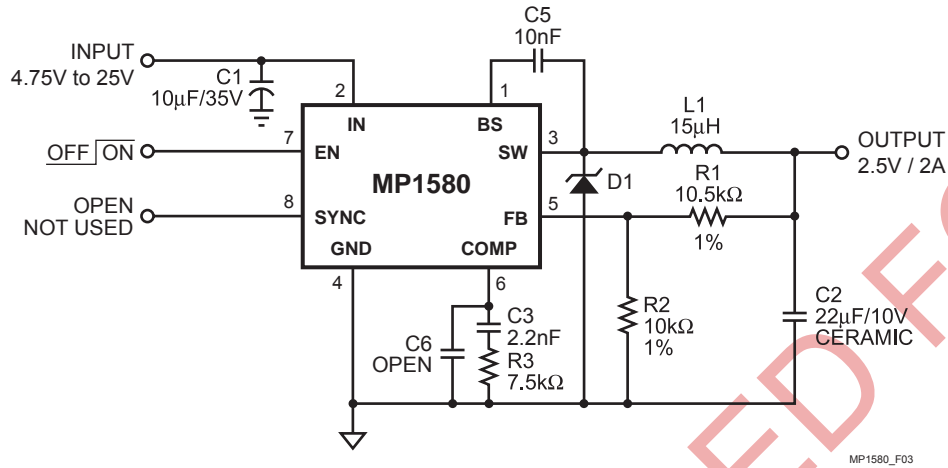 INPUT
4.75V to 25V
C1
10µF/35V
C5
10nF
2
IN
1
BS
L1
15µH
OUTPUT
2.5V / 2A
OFF ON
7
EN
3
SW
MP1580
D1
R1
10.5kΩ
1%
OPEN
NOT USED
8
SYNC
5
FB
GND
COMP
4
6
C3
2.2nF
R3
7.5kΩ
C6
OPEN
R2
10kΩ
1%
C2
22µF/10V
CERAMIC
MP1580_F03